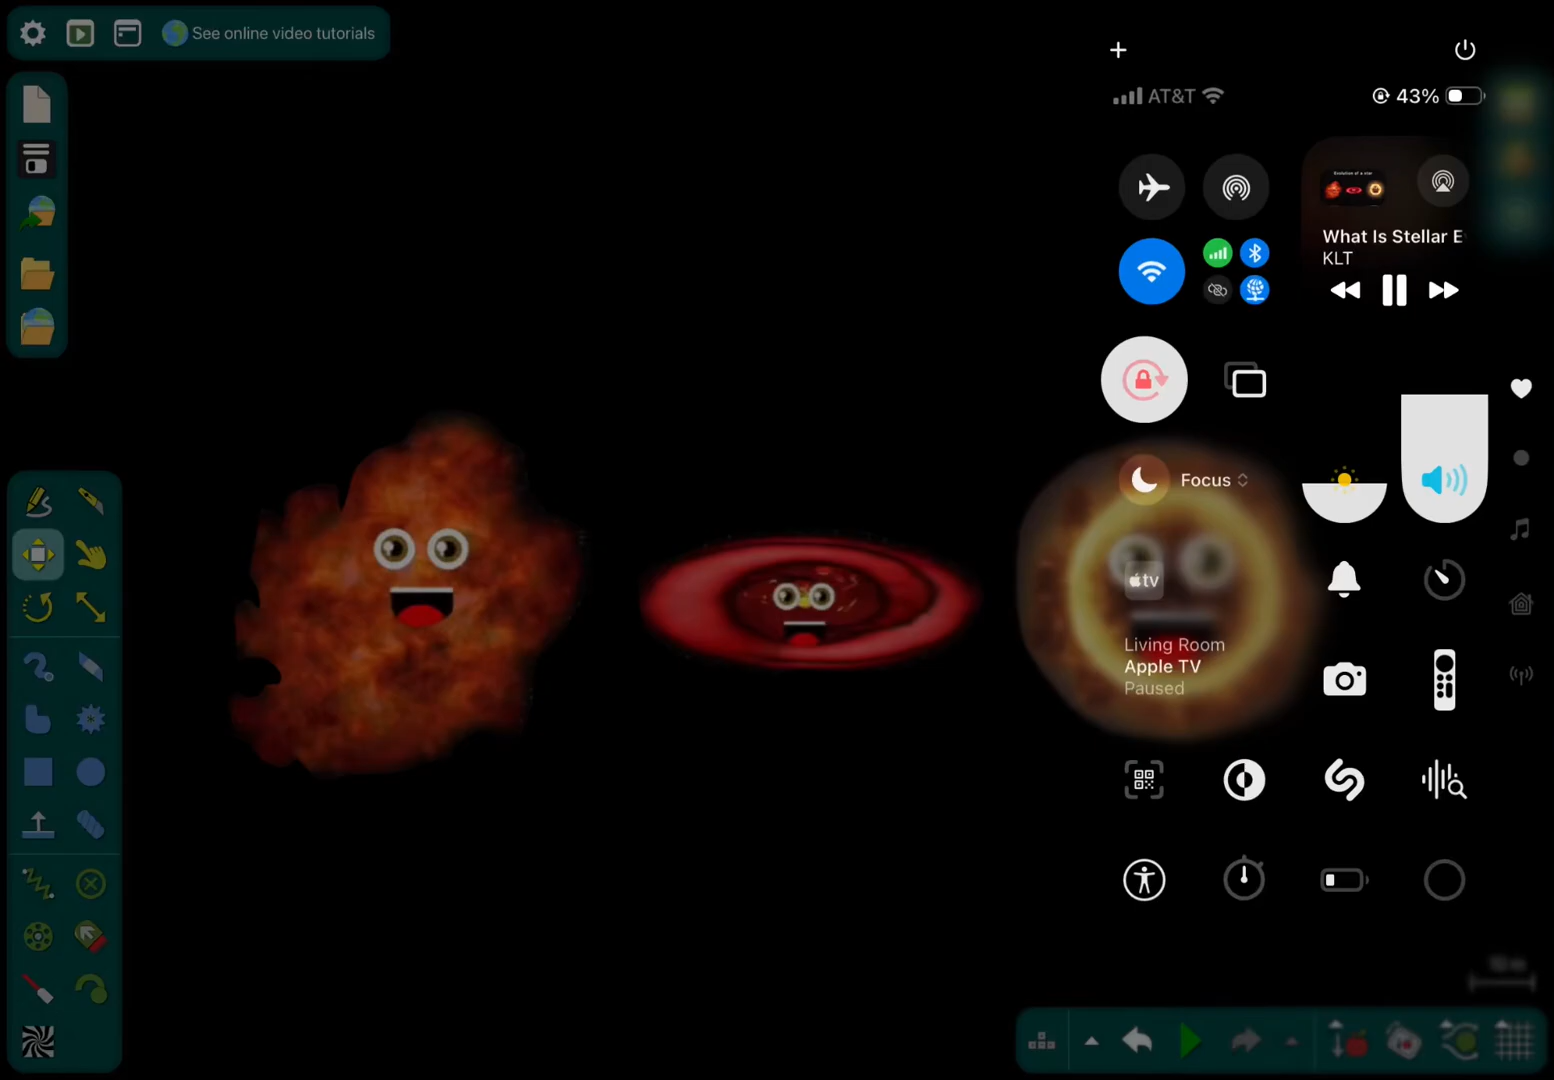 See online video tutorials
AT&T
43%
What Is Stellar E
KLT
Focus
tv
Living Room
Apple TV
Paused